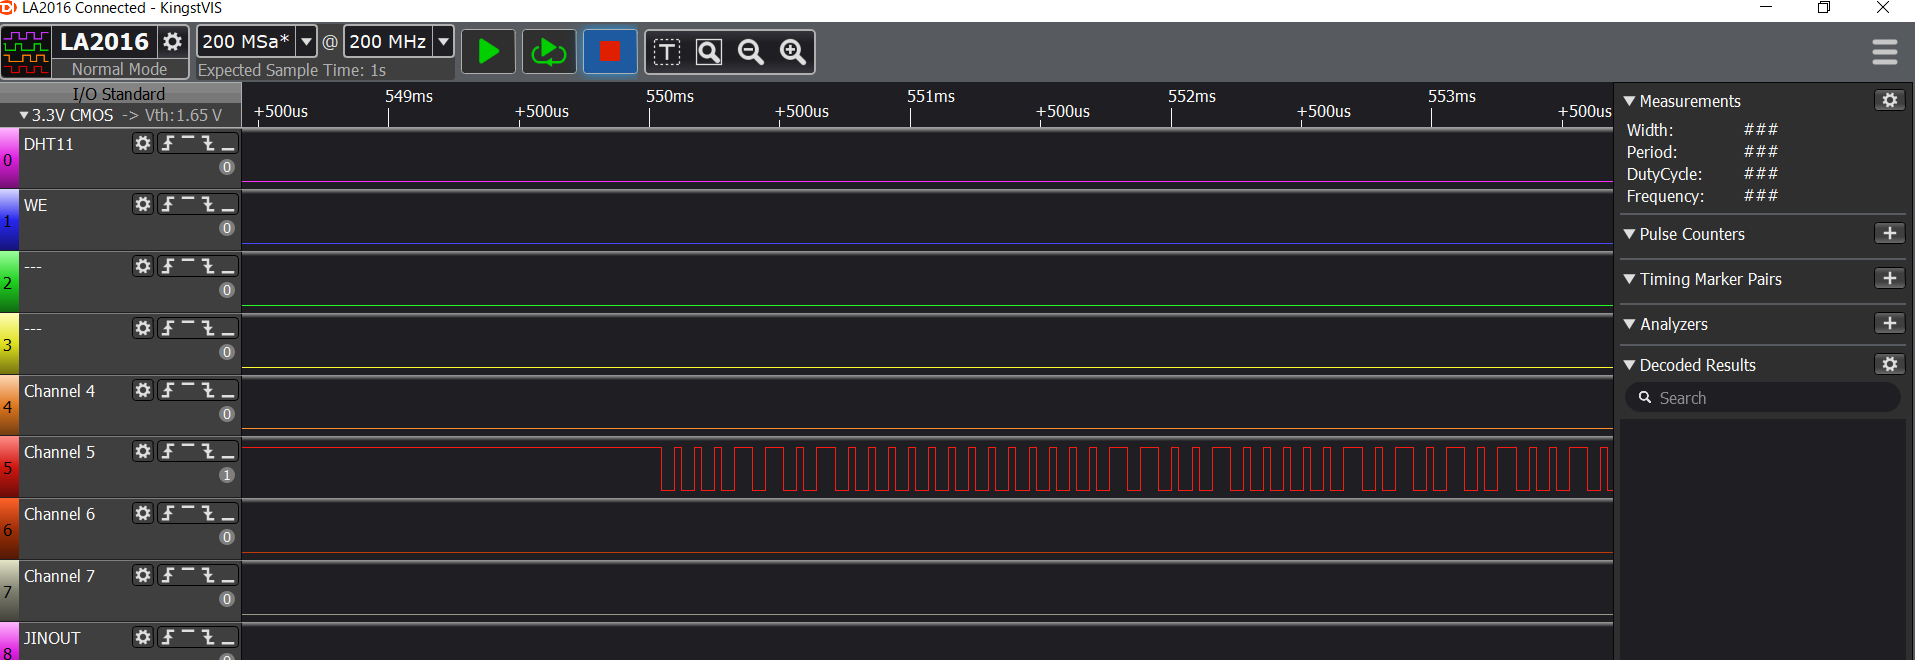 LA2016 Connected - KingstVIS
LA2016
Normal Mode
200 MSa* @ 200 MHz
Expected Sample Time: 1s
T
I/O Standard
3.3V CMOS -> Vth:1.65 V
549ms 550ms 551ms 552ms 553ms
+500us +500us +500us +500us +500us +500us
0 DHT11
0
1 WE
0
2 ---
0
3 ---
0
4 Channel 4
0
5 Channel 5
1
6 Channel 6
0
7 Channel 7
0
8 JINOUT
Measurements
Width: ###
Period: ###
DutyCycle: ###
Frequency: ###
Pulse Counters
Timing Marker Pairs
Analyzers
Decoded Results
Search